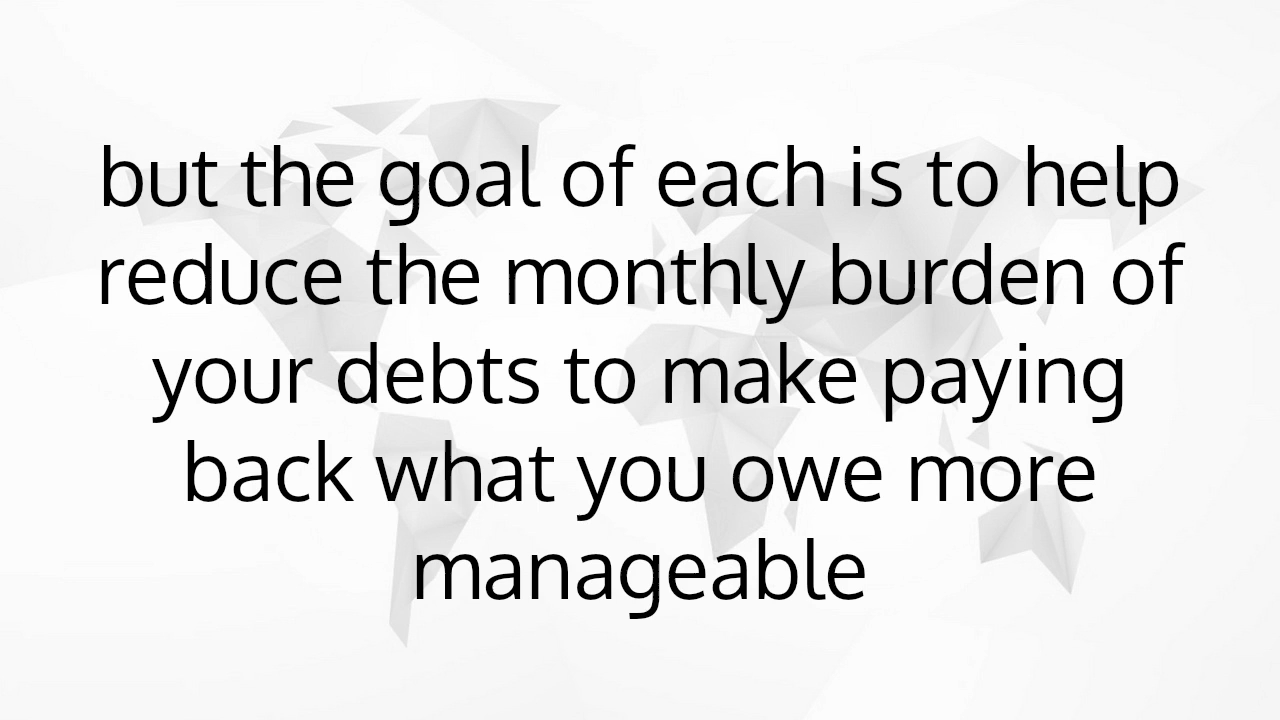 but the goal of each is to help
reduce the monthly burden of
your debts to make paying
back what you owe more
manageable